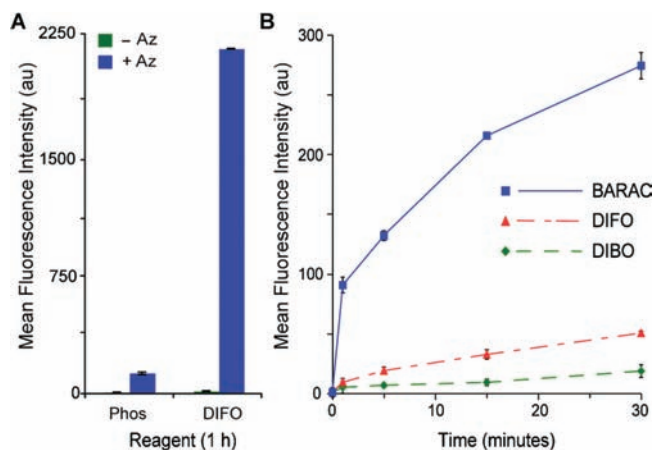 A
2250
1500
750
0
Mean Fluorescence Intensity (au)
– Az
+ Az
Phos DIFO
Reagent (1 h)
B
300
200
100
0
Mean Fluorescence Intensity (au)
BARAC
DIFO
DIBO
0 10 20 30
Time (minutes)